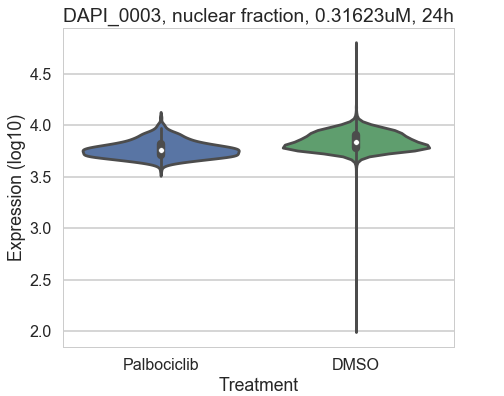 DAPI_0003, nuclear fraction, 0.31623uM, 24h
Expression (log10)
4.5
4.0
3.5
3.0
2.5
2.0
Palbociclib DMSO
Treatment